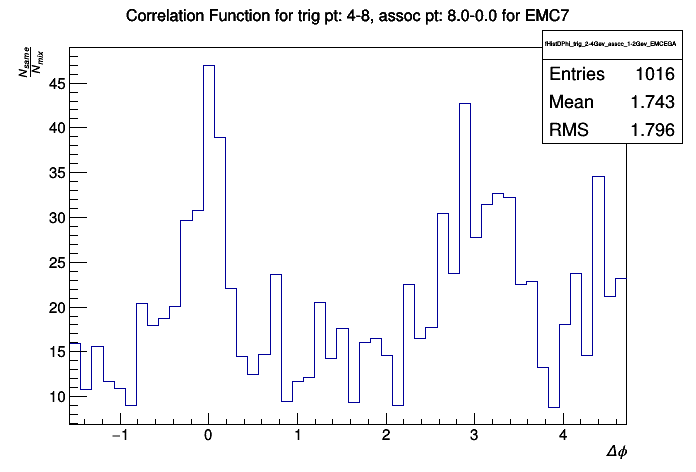 Correlation Function for trig pt: 4-8, assoc pt: 8.0-0.0 for EMC7
fHistDPhi_trig_2-4Gev_assoc_1-2Gev_EMCEGA
Entries 1016
Mean 1.743
RMS 1.796
N_same
N_mix
45
40
35
30
25
20
15
10
−1 0 1 2 3 4
Δϕ